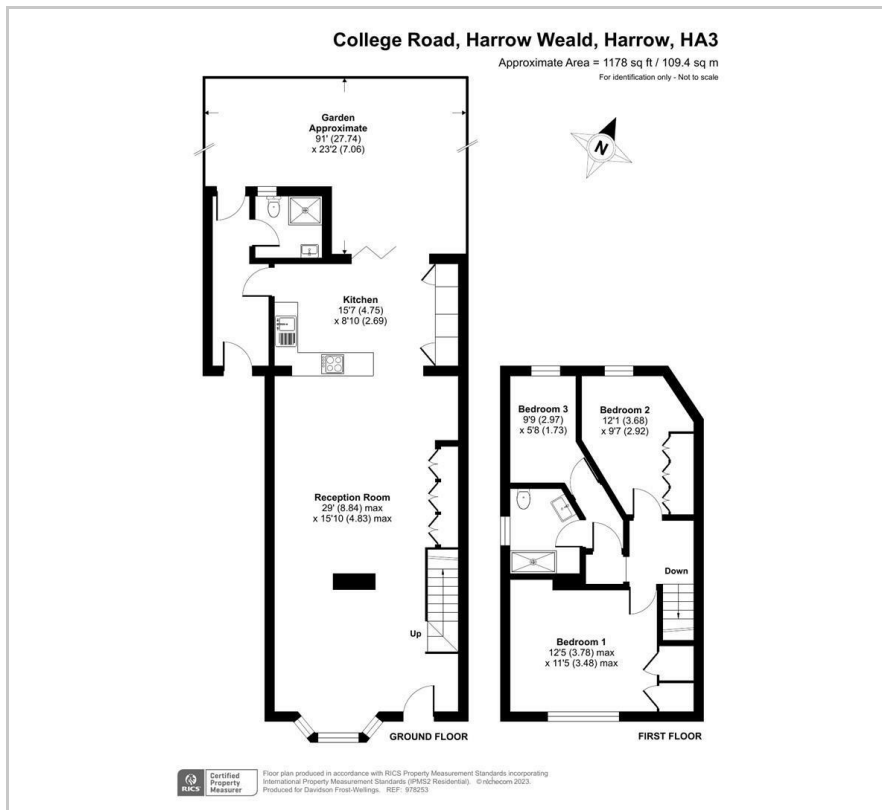 College Road, Harrow Weald, Harrow, HA3
Approximate Area = 1178 sq ft / 109.4 sq m
For identification only - Not to scale
Garden
Approximate
91' (27.74)
x 23'2 (7.06)
N
Kitchen
15'7 (4.75)
x 8'10 (2.69)
Reception Room
29' (8.84) max
x 15'10 (4.83) max
Up
GROUND FLOOR
Bedroom 3
9'9 (2.97)
x 5'8 (1.73)
Bedroom 2
12'1 (3.68)
x 9'7 (2.92)
Down
Bedroom 1
12'5 (3.78) max
x 11'5 (3.48) max
FIRST FLOOR
RICS
Certified
Property
Measurer
Floor plan produced in accordance with RICS Property Measurement Standards incorporating
International Property Measurement Standards (IPMS2 Residential). © nichecom 2023.
Produced for Davidson Frost-Wellings. REF: 978253